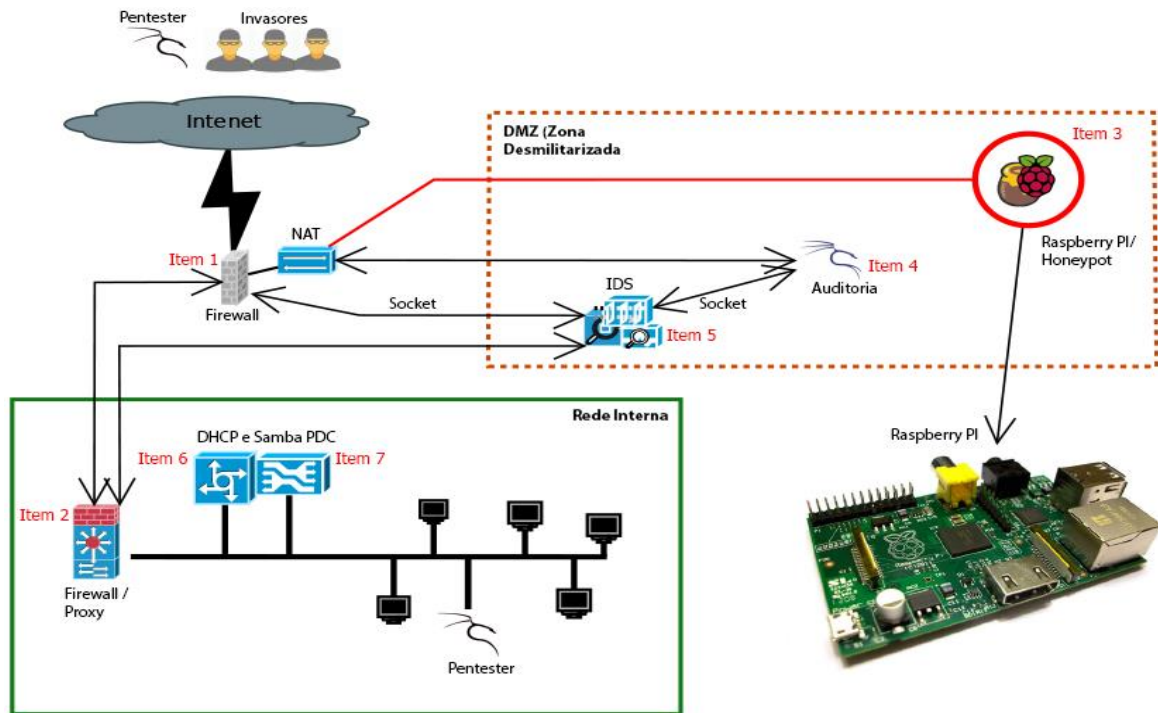 Pentester
Invasores
Intenet
DMZ (Zona
Desmilitarizada
Item 3
Item 1
NAT
Raspberry PI/
Honeypot
Item 4
Auditoria
Firewall
Socket
IDS
Socket
Item 5
Rede Interna
DHCP e Samba PDC
Item 6
Item 7
Raspberry PI
Item 2
Firewall /
Proxy
Pentester